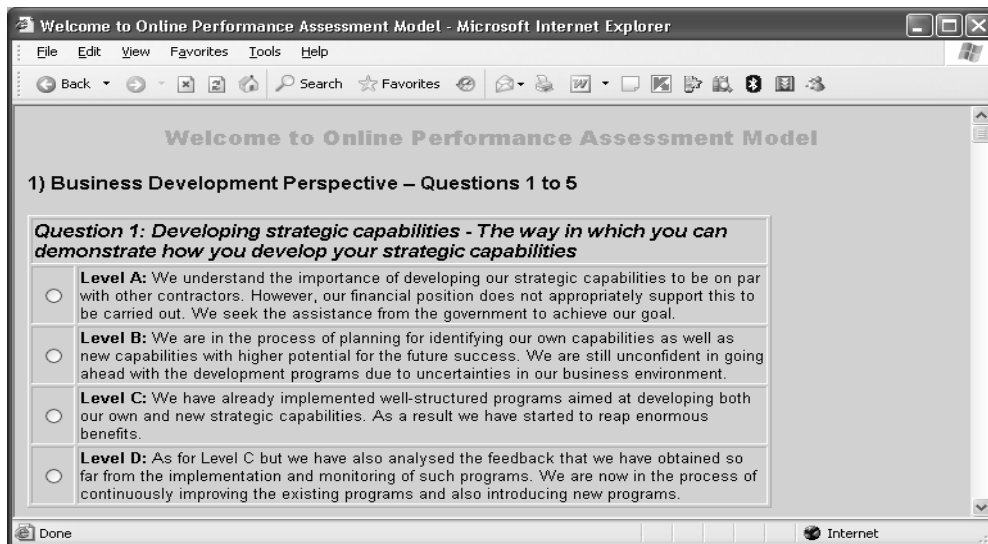 Welcome to Online Performance Assessment Model - Microsoft Internet Explorer
File Edit View Favorites Tools Help
Back Search Favorites
Welcome to Online Performance Assessment Model
1) Business Development Perspective – Questions 1 to 5
Question 1: Developing strategic capabilities - The way in which you can
demonstrate how you develop your strategic capabilities
Level A: We understand the importance of developing our strategic capabilities to be on par
with other contractors. However, our financial position does not appropriately support this to
be carried out. We seek the assistance from the government to achieve our goal.
Level B: We are in the process of planning for identifying our own capabilities as well as
new capabilities with higher potential for the future success. We are still unconfident in going
ahead with the development programs due to uncertainties in our business environment.
Level C: We have already implemented well-structured programs aimed at developing both
our own and new strategic capabilities. As a result we have started to reap enormous
benefits.
Level D: As for Level C but we have also analysed the feedback that we have obtained so
far from the implementation and monitoring of such programs. We are now in the process of
continuously improving the existing programs and also introducing new programs.
Done Internet